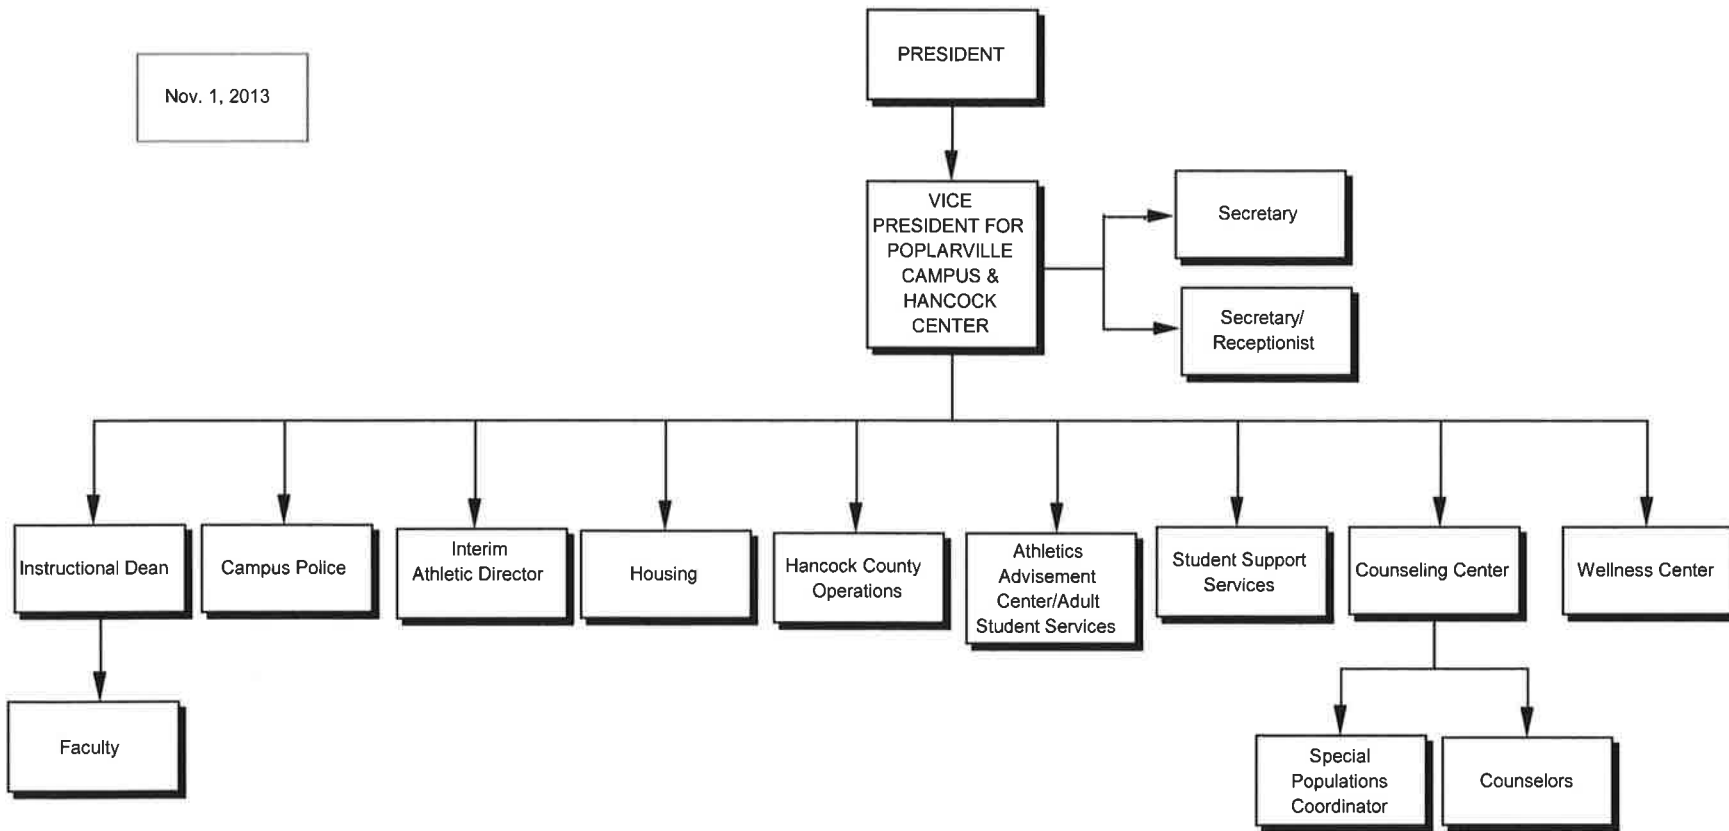 PRESIDENT
Nov. 1, 2013
VICE
PRESIDENT FOR
POPLARVILLE
CAMPUS &
HANCOCK
CENTER
Secretary
Secretary/
Receptionist
Instructional Dean
Campus Police
Interim
Athletic Director
Housing
Hancock County
Operations
Athletics
Advisement
Center/Adult
Student Services
Student Support
Services
Counseling Center
Wellness Center
Faculty
Special
Populations
Coordinator
Counselors